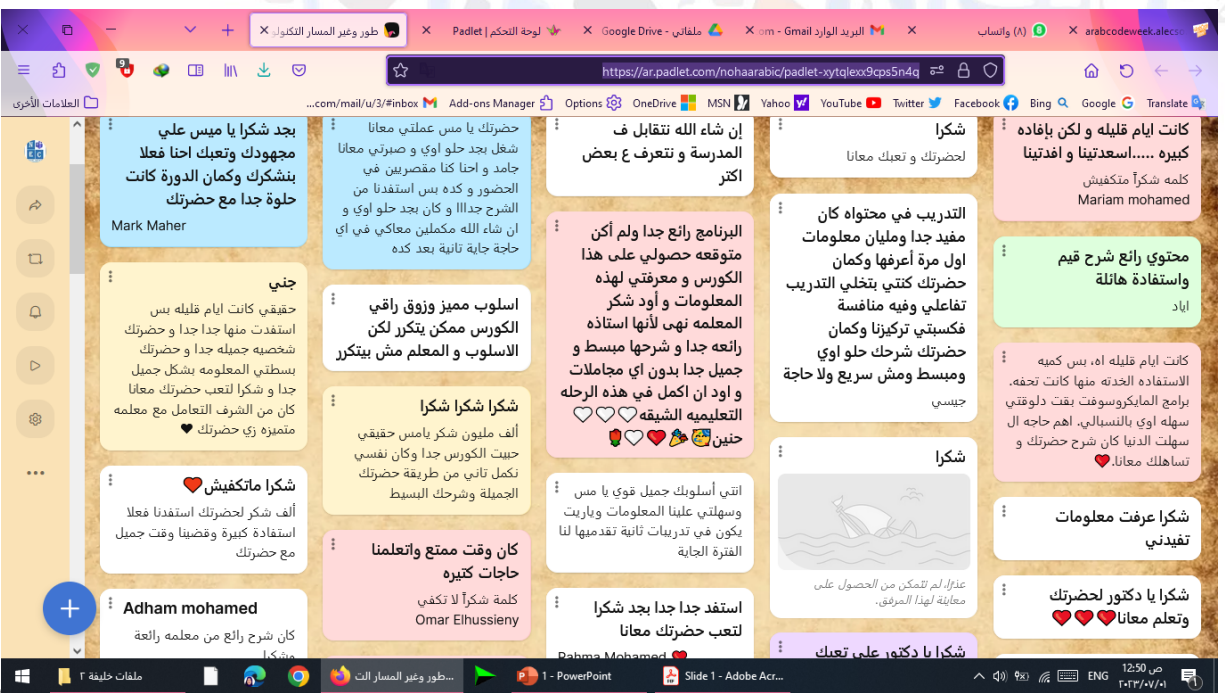 arabcodeweek.alecso
(٨) واتساب
البريد الوارد om - Gmail
ملفاتي - Google Drive
لوحة التحكم | Padlet
طور وغير المسار التكنولو
https://ar.padlet.com/nohaarabic/padlet-xytqlexx9cps5n4q
9
Translate
Google
Bing
Facebook
Twitter
YouTube
Yahoo
MSN
OneDrive
Options
Add-ons Manager
...com/mail/u/3/#inbox
العلامات الأخرى
كانت ايام قليله و لكن بإفاده
كبيره .....اسعدتينا و افدتينا
كلمه شكراً متكفيش
Mariam mohamed
محتوي رائع شرح قيم
واستفادة هائلة
اياد
كانت ايام قليله اه، بس كميه
الاستفاده الخدته منها كانت تحفه.
برامج المايكروسوفت بقت دلوقتي
سهله اوي بالنسبالي. اهم حاجه ال
سهلت الدنيا كان شرح حضرتك و
تساهلك معانا.❤️
شكرا عرفت معلومات
تفيدني
شكرا يا دكتور لحضرتك
وتعلم معانا❤️❤️❤️
شكرا
لحضرتك و تعبك معانا
التدريب في محتواه كان
مفيد جدا ومليان معلومات
اول مرة أعرفها وكمان
حضرتك كنتي بتخلي التدريب
تفاعلي وفيه منافسة
فكسبتي تركيزنا وكمان
حضرتك شرحك حلو اوي
ومبسط ومش سريع ولا حاجة
جيسي
شكرا
عذرًا، لم نتمكن من الحصول على
معاينة لهذا المرفق.
شكرا يا دكتور على تعبك
إن شاء الله نتقابل ف
المدرسة و نتعرف ع بعض
اكتر
البرنامج رائع جدا ولم أكن
متوقعه حصولي على هذا
الكورس و معرفتي لهذه
المعلومات و أود شكر
المعلمه نهى لأنها استاذه
رائعه جدا و شرحها مبسط و
جميل جدا بدون اي مجاملات
و اود ان اكمل في هذه الرحله
التعليميه الشيقه🤍🤍🤍
حنين🥰🎉❤️🤍🌹
انتي أسلوبك جميل قوي يا مس
وسهلتي علينا المعلومات وياريت
يكون في تدريبات ثانية تقدميها لنا
الفترة الجاية
استفد جدا جدا بجد شكرا
لتعب حضرتك معانا
Rahma Mohamed ❤️
حضرتك يا مس عملتي معانا
شغل بجد حلو اوي و صبرتي معانا
جامد و احنا كنا مقصريين في
الحضور و كده بس استفدنا من
الشرح جدااا و كان بجد حلو اوي و
ان شاء الله مكملين معاكي في اي
حاجة جاية تانية بعد كده
اسلوب مميز وزوق راقي
الكورس ممكن يتكرر لكن
الاسلوب و المعلم مش بيتكرر
شكرا شكرا شكرا
ألف مليون شكر يامس حقيقي
حبيت الكورس جدا وكان نفسي
نكمل تاني من طريقة حضرتك
الجميلة وشرحك البسيط
كان وقت ممتع واتعلمنا
حاجات كتيره
كلمة شكراً لا تكفي
Omar Elhussieny
بجد شكرا يا ميس علي
مجهودك وتعبك احنا فعلا
بنشكرك وكمان الدورة كانت
حلوة جدا مع حضرتك
Mark Maher
جني
حقيقي كانت ايام قليله بس
استفدت منها جدا جدا و حضرتك
شخصيه جميله جدا و حضرتك
بسطتي المعلومه بشكل جميل
جدا و شكرا لتعب حضرتك معانا
كان من الشرف التعامل مع معلمه
متميزه زي حضرتك 🖤
شكرا ماتكفيش❤️
ألف شكر لحضرتك استفدنا فعلا
استفادة كبيرة وقضينا وقت جميل
مع حضرتك
Adham mohamed
كان شرح رائع من معلمه رائعة
ملفات خليفة ٢
طور وغير المسار الت...
1 - PowerPoint
Slide 1 - Adobe Acr...
ENG
12:50 ص
٢٠٢٣/٠٧/٠١
1